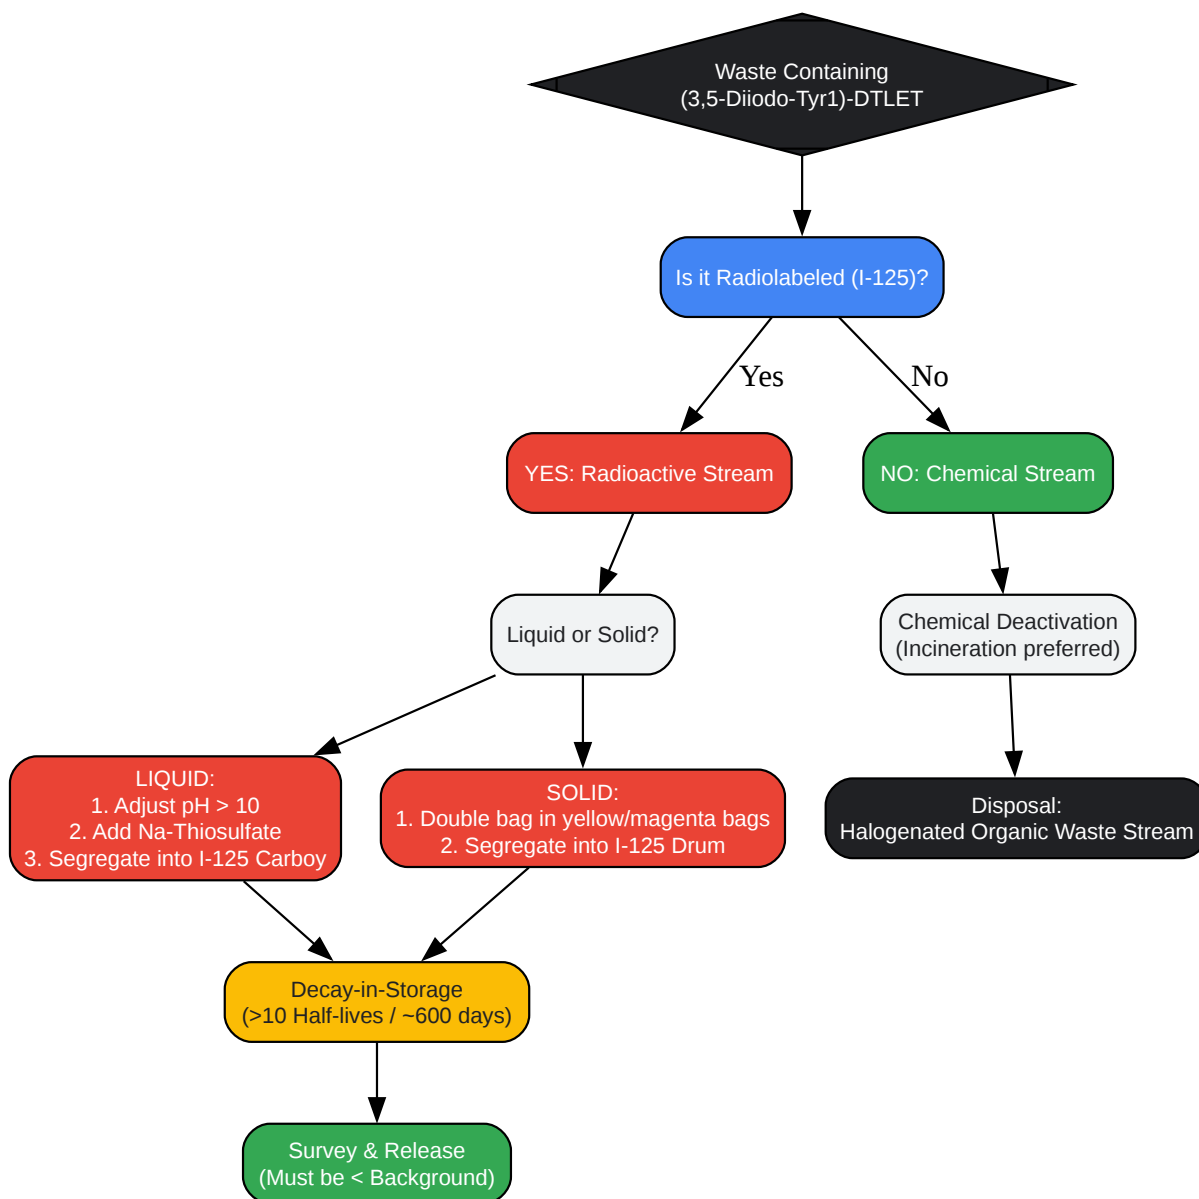 Waste Containing
(3,5-Diiodo-Tyr1)-DTLET
Is it Radiolabeled (I-125)?
Yes
No
YES: Radioactive Stream
NO: Chemical Stream
Liquid or Solid?
Chemical Deactivation
(Incineration preferred)
LIQUID:
1. Adjust pH > 10
2. Add Na-Thiosulfate
3. Segregate into I-125 Carboy
SOLID:
1. Double bag in yellow/magenta bags
2. Segregate into I-125 Drum
Disposal:
Halogenated Organic Waste Stream
Decay-in-Storage
(>10 Half-lives / ~600 days)
Survey & Release
(Must be < Background)